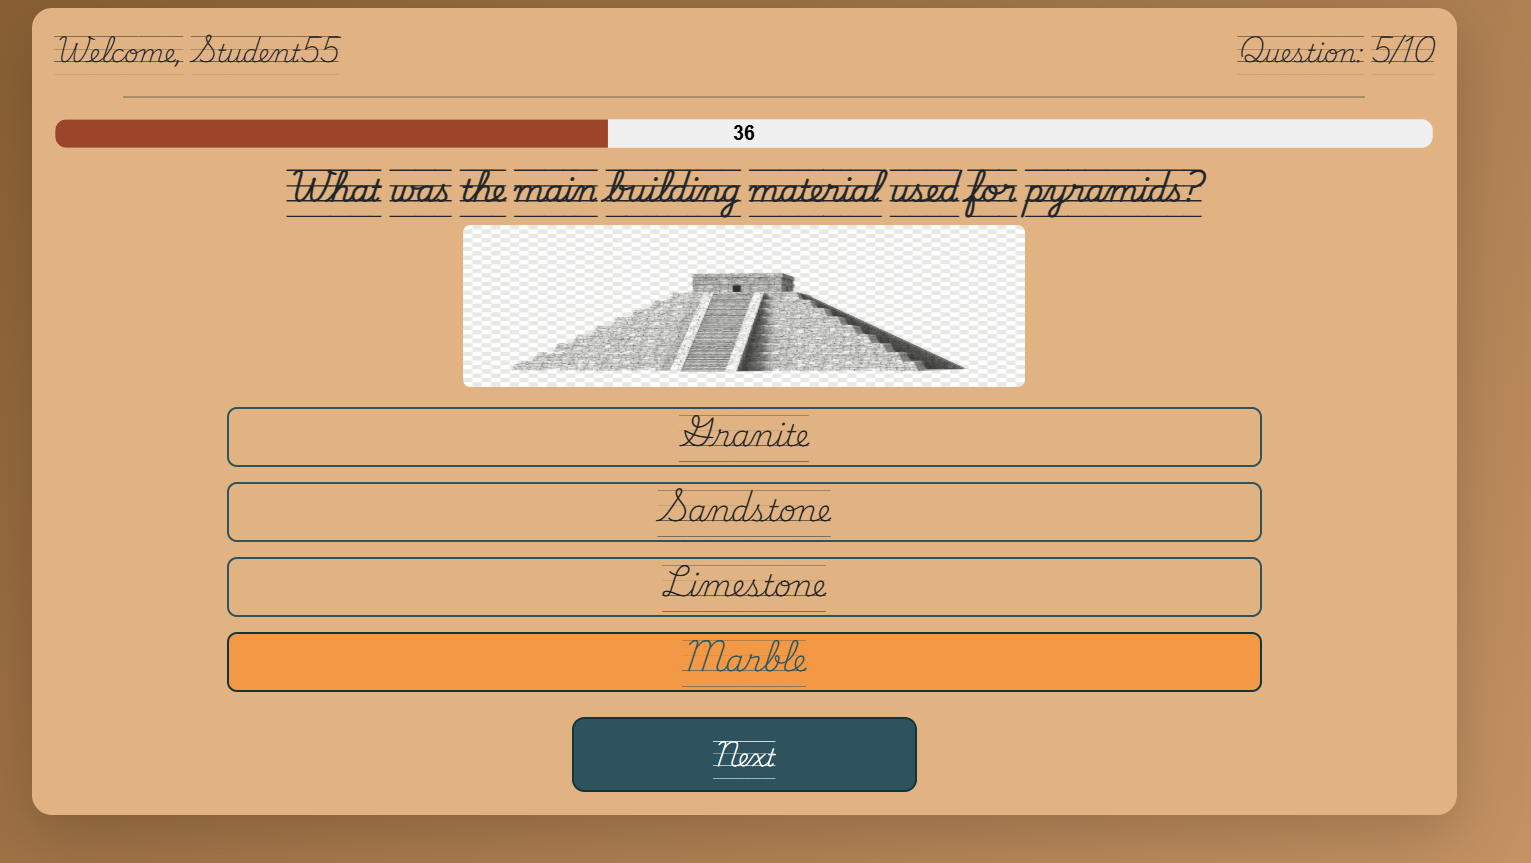 Welcome, Student55
Question: 5/10
36
What was the main building material used for pyramids?
Granite
Sandstone
Limestone
Marble
Next